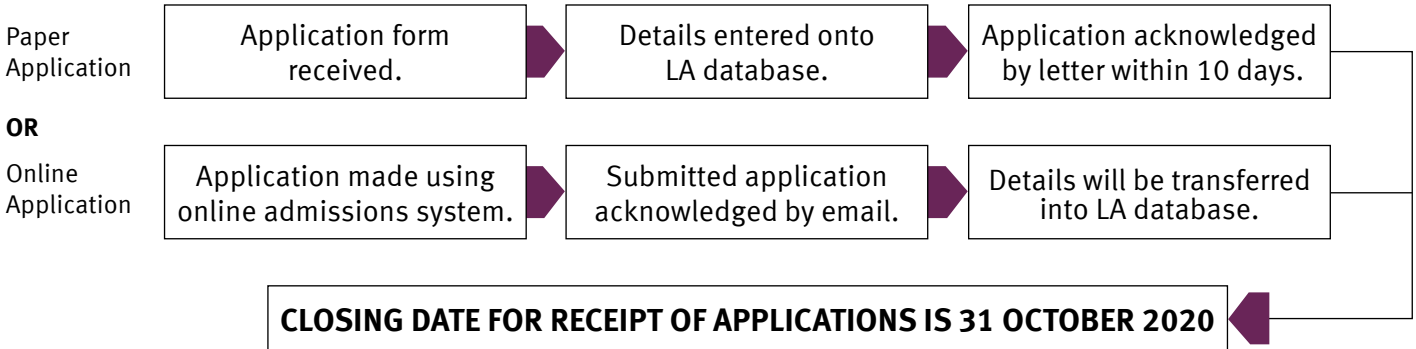 Paper
Application
Application form
received.
Details entered onto
LA database.
Application acknowledged
by letter within 10 days.
OR
Online
Application
Application made using
online admissions system.
Submitted application
acknowledged by email.
Details will be transferred
into LA database.
CLOSING DATE FOR RECEIPT OF APPLICATIONS IS 31 OCTOBER 2020